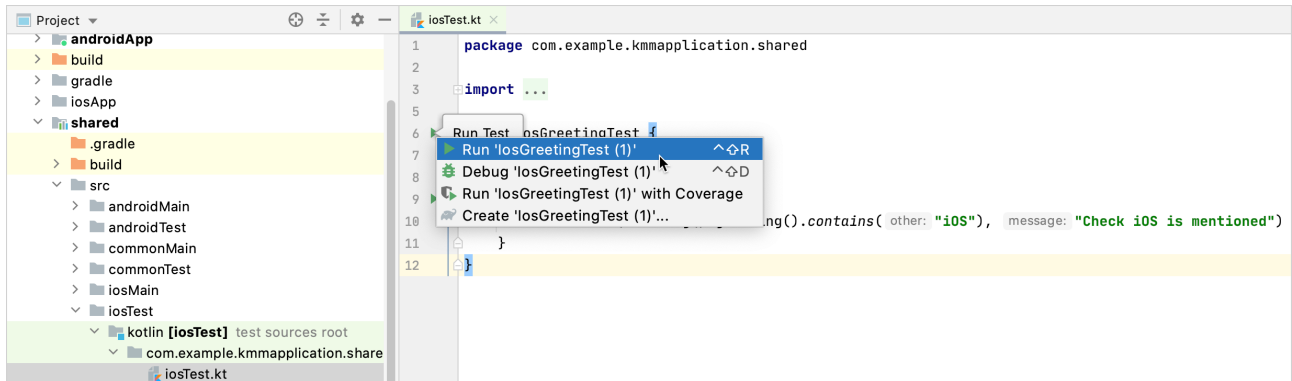 Project
androidApp
build
gradle
iosApp
shared
.gradle
build
src
androidMain
androidTest
commonMain
commonTest
iosMain
iosTest
kotlin [iosTest] test sources root
com.example.kmmapplication.share
iosTest.kt
iosTest.kt
1 package com.example.kmmapplication.shared
2
3 import ...
5
6 Run Test osGreetingTest {
7 Run 'IosGreetingTest (1)' ^⇧R
8 Debug 'IosGreetingTest (1)' ^⇧D
9 Run 'IosGreetingTest (1)' with Coverage
Create 'IosGreetingTest (1)'...
10 ng().contains( other: "iOS"), message: "Check iOS is mentioned")
11 }
12 }